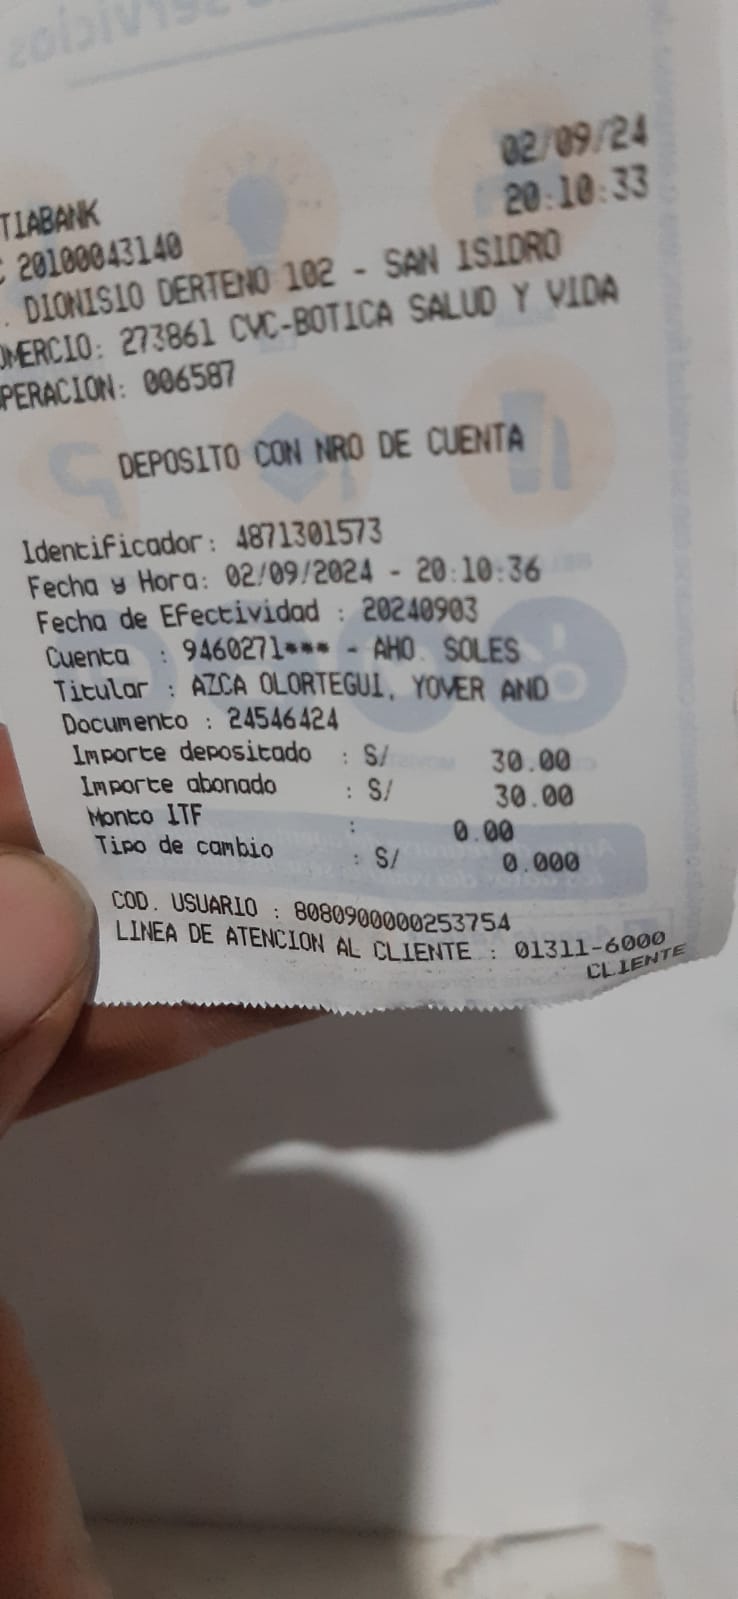 02/09/24
TIABANK
20:10:33
C 20100043140
. DIONISIO DERTENO 102 - SAN ISIDRO
OMERCIO: 273861 CVC-BOTICA SALUD Y VIDA
PERACION: 006587
DEPOSITO CON NRO DE CUENTA
Identificador: 4871301573
Fecha y Hora: 02/09/2024 - 20:10:36
Fecha de Efectividad : 20240903
Cuenta : 9460271*** - AHO. SOLES
Titular : AZCA OLORTEGUI, YOVER AND
Documento : 24546424
Importe depositado : S/ 30.00
Importe abonado : S/ 30.00
Monto ITF : 0.00
Tipo de cambio : S/ 0.000
COD. USUARIO : 8080900000253754
LINEA DE ATENCION AL CLIENTE : 01311-6000
CLIENTE